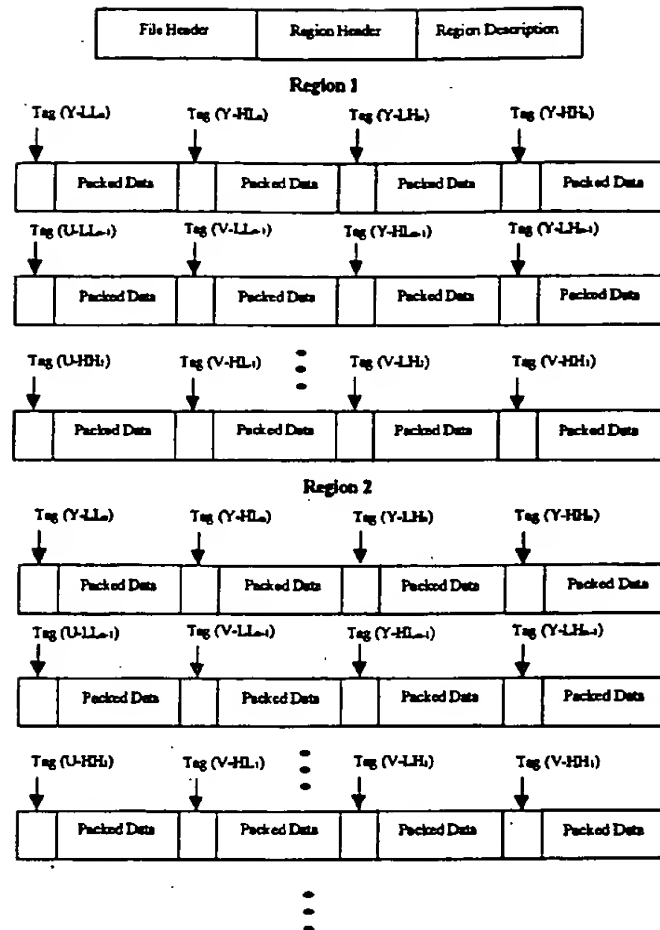 File Header Region Header Region Description
Region 1
Tag (Y-LLₙ) Tag (Y-HLₙ) Tag (Y-LHₙ) Tag (Y-HHₙ)
Packed Data Packed Data Packed Data Packed Data
Tag (U-LLₙ₋₁) Tag (V-LLₙ₋₁) Tag (Y-HLₙ₋₁) Tag (Y-LHₙ₋₁)
Packed Data Packed Data Packed Data Packed Data
Tag (U-HH₁) Tag (V-HL₁) Tag (V-LH₁) Tag (V-HH₁)
Packed Data Packed Data Packed Data Packed Data
Region 2
Tag (Y-LLₙ) Tag (Y-HLₙ) Tag (Y-LHₙ) Tag (Y-HHₙ)
Packed Data Packed Data Packed Data Packed Data
Tag (U-LLₙ₋₁) Tag (V-LLₙ₋₁) Tag (Y-HLₙ₋₁) Tag (Y-LHₙ₋₁)
Packed Data Packed Data Packed Data Packed Data
Tag (U-HH₁) Tag (V-HL₁) Tag (V-LH₁) Tag (V-HH₁)
Packed Data Packed Data Packed Data Packed Data